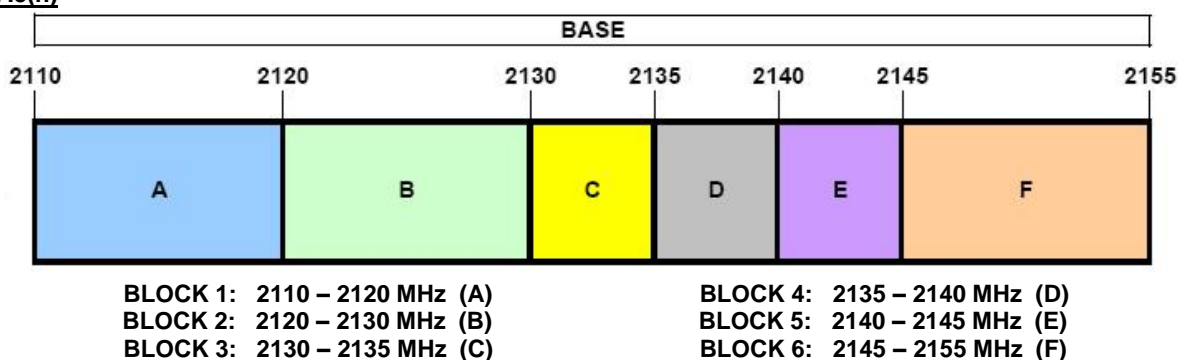 BASE
2110 2120 2130 2135 2140 2145 2155
A B C D E F
BLOCK 1: 2110 – 2120 MHz (A)
BLOCK 2: 2120 – 2130 MHz (B)
BLOCK 3: 2130 – 2135 MHz (C)
BLOCK 4: 2135 – 2140 MHz (D)
BLOCK 5: 2140 – 2145 MHz (E)
BLOCK 6: 2145 – 2155 MHz (F)